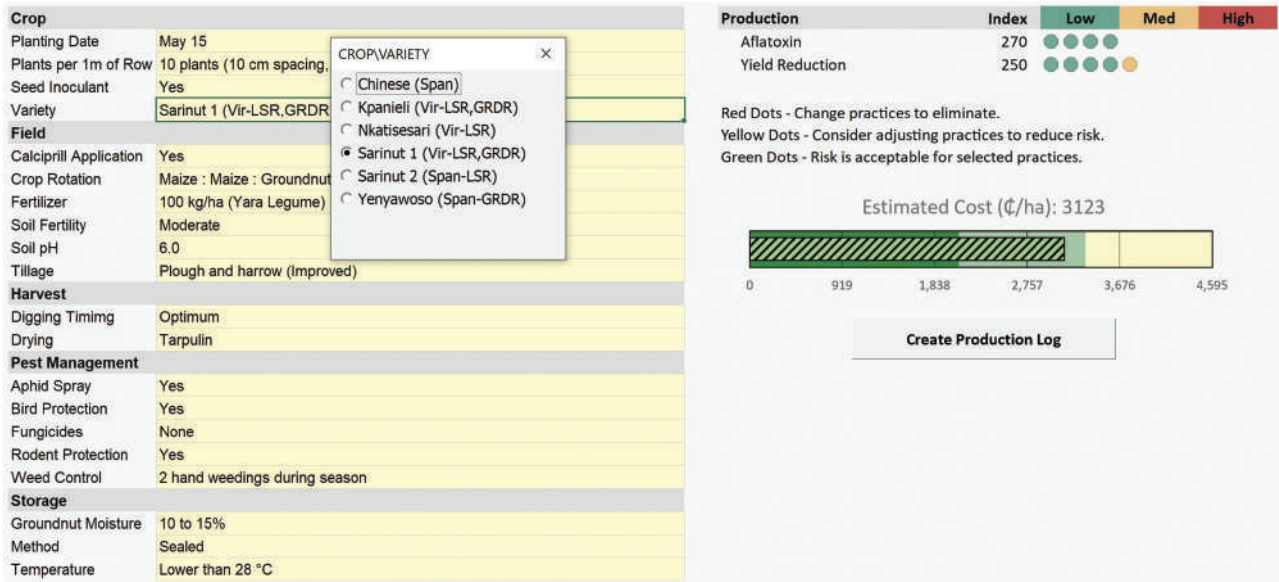 Crop
Planting Date May 15
Plants per 1m of Row 10 plants (10 cm spacing,
Seed Inoculant Yes
Variety Sarinut 1 (Vir-LSR,GRDR
Field
Calciprill Application Yes
Crop Rotation Maize : Maize : Groundnut
Fertilizer 100 kg/ha (Yara Legume)
Soil Fertility Moderate
Soil pH 6.0
Tillage Plough and harrow (Improved)
Harvest
Digging Timimg Optimum
Drying Tarpulin
Pest Management
Aphid Spray Yes
Bird Protection Yes
Fungicides None
Rodent Protection Yes
Weed Control 2 hand weedings during season
Storage
Groundnut Moisture 10 to 15%
Method Sealed
Temperature Lower than 28 °C
CROP\VARIETY ×
Chinese (Span)
Kpanieli (Vir-LSR,GRDR)
Nkatisesari (Vir-LSR)
Sarinut 1 (Vir-LSR,GRDR)
Sarinut 2 (Span-LSR)
Yenyawoso (Span-GRDR)
Production Index Low Med High
Aflatoxin 270
Yield Reduction 250
Red Dots - Change practices to eliminate.
Yellow Dots - Consider adjusting practices to reduce risk.
Green Dots - Risk is acceptable for selected practices.
Estimated Cost (₵/ha): 3123
0 919 1,838 2,757 3,676 4,595
Create Production Log